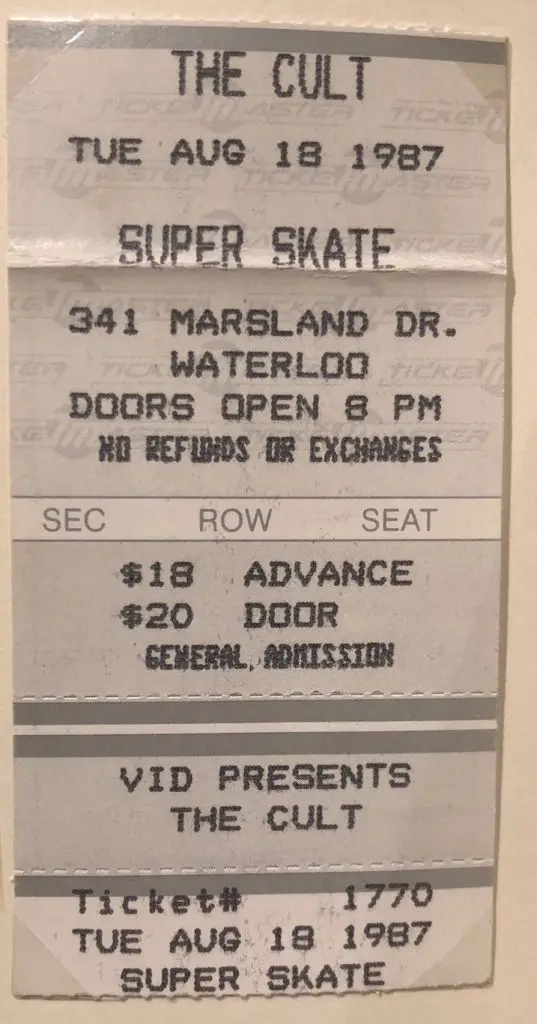 THE CULT
TUE AUG 18 1987
SUPER SKATE
341 MARSLAND DR.
WATERLOO
DOORS OPEN 8 PM
NO REFUNDS OR EXCHANGES
SEC ROW SEAT
$18 ADVANCE
$20 DOOR
GENERAL ADMISSION
VID PRESENTS
THE CULT
Ticket# 1770
TUE AUG 18 1987
SUPER SKATE